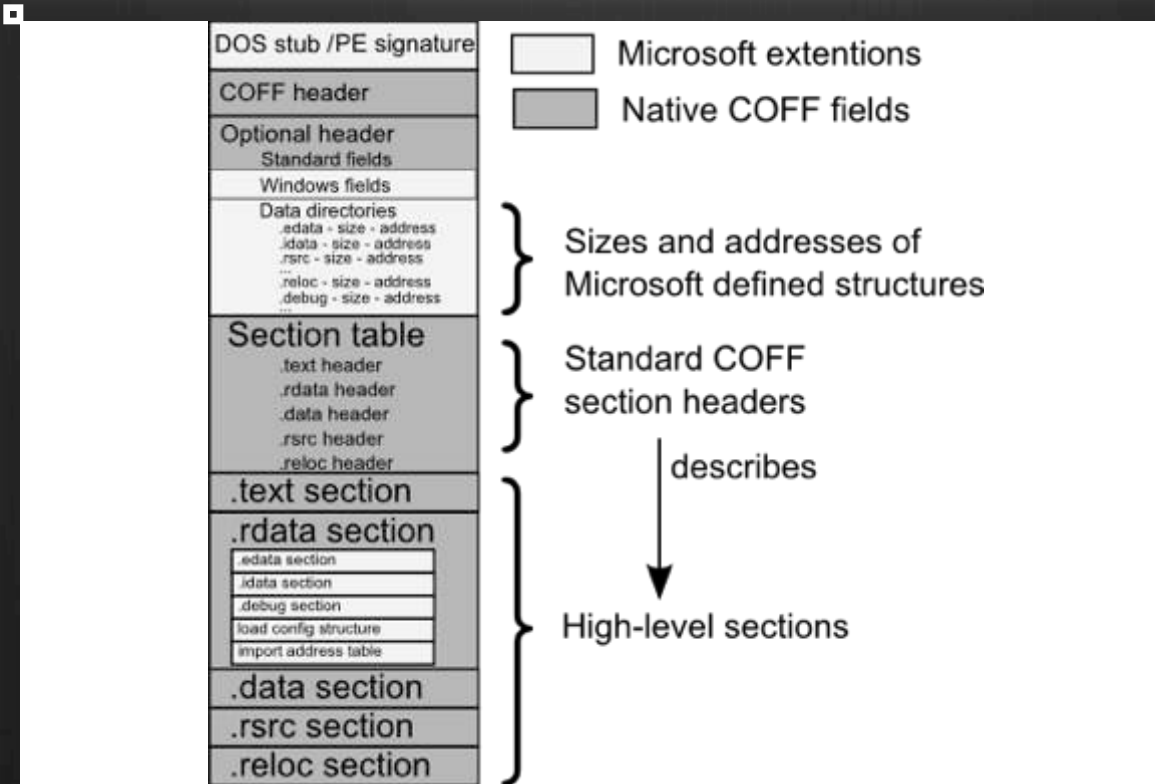 DOS stub /PE signature
COFF header
Optional header
Standard fields
Windows fields
Data directories
.edata - size - address
.idata - size - address
.rsrc - size - address
...
.reloc - size - address
.debug - size - address
...
Section table
.text header
.rdata header
.data header
.rsrc header
.reloc header
.text section
.rdata section
.edata section
.idata section
.debug section
load config structure
import address table
.data section
.rsrc section
.reloc section
Microsoft extentions
Native COFF fields
Sizes and addresses of
Microsoft defined structures
Standard COFF
section headers
describes
High-level sections